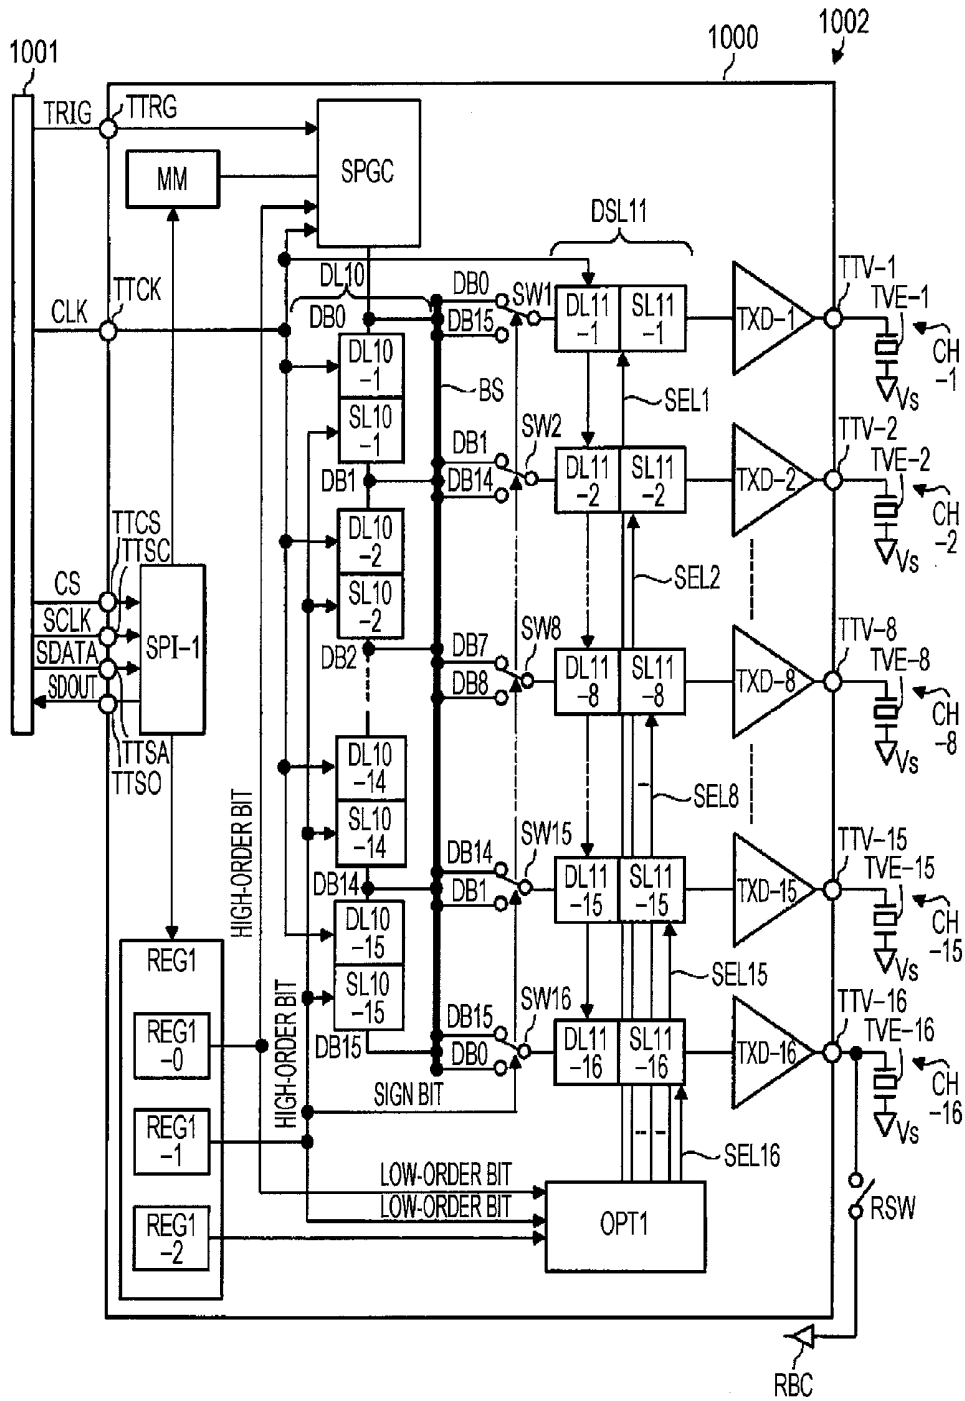 1001
1000
1002
TRIG
TTRG
MM
SPGC
CLK
TTCK
DL10
DB0
DSL11
DB0
DB15
SW1
DL11
-1
SL11
-1
TXD-1
TTV-1
TVE-1
CH
-1
Vs
DL10
-1
SL10
-1
BS
SEL1
DB1
DB1
DB14
SW2
DL11
-2
SL11
-2
TXD-2
TTV-2
TVE-2
CH
-2
Vs
DL10
-2
SL10
-2
SEL2
TTCS
TTSC
CS
SCLK
SDATA
SDOUT
SPI-1
TTSA
TTSO
DB2
DB7
DB8
SW8
DL11
-8
SL11
-8
TXD-8
TTV-8
TVE-8
CH
-8
Vs
SEL8
DL10
-14
SL10
-14
DB14
DB14
DB1
SW15
DL11
-15
SL11
-15
TXD-15
TTV-15
TVE-15
CH
-15
Vs
HIGH-ORDER BIT
DL10
-15
SL10
-15
SEL15
DB15
DB15
DB0
SW16
DL11
-16
SL11
-16
TXD-16
TTV-16
TVE-16
CH
-16
Vs
REG1
REG1
-0
REG1
-1
REG1
-2
HIGH-ORDER BIT
SIGN BIT
SEL16
LOW-ORDER BIT
LOW-ORDER BIT
OPT1
RSW
RBC